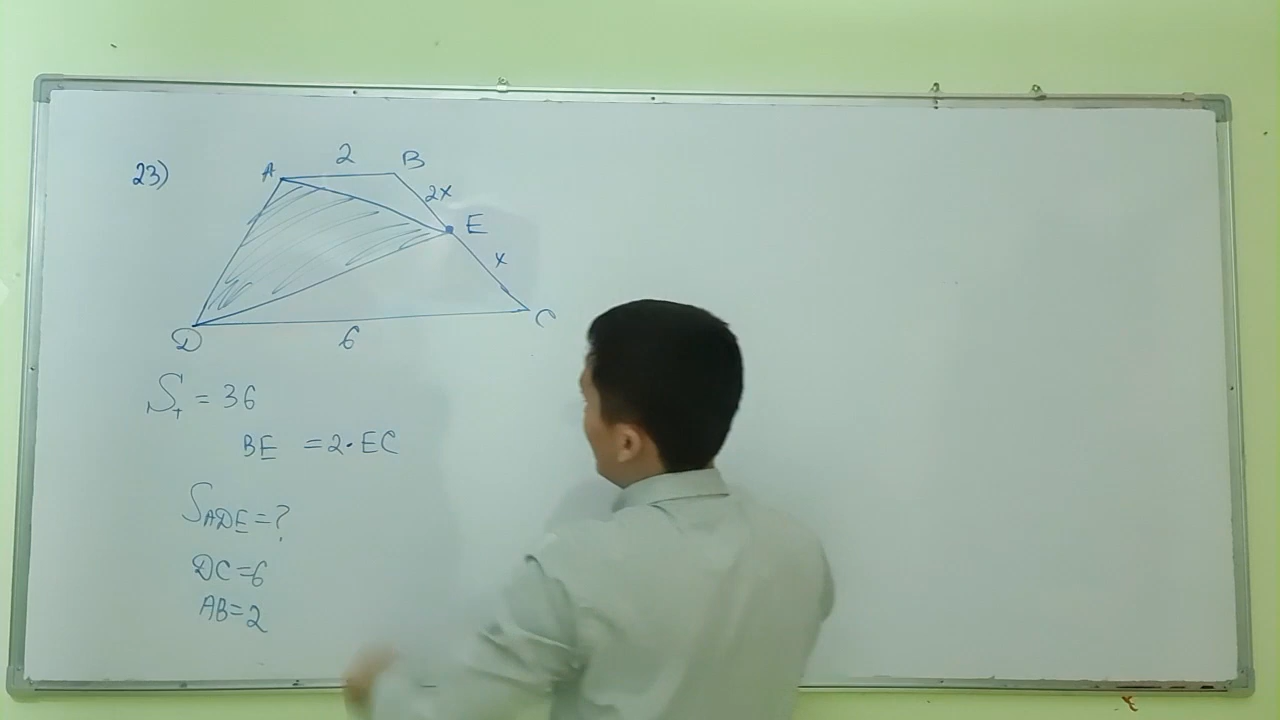 23)
A 2 B
2x
E
x
D 6 C
S_T = 36
BE = 2·EC
S_ADE = ?
DC = 6
AB = 2